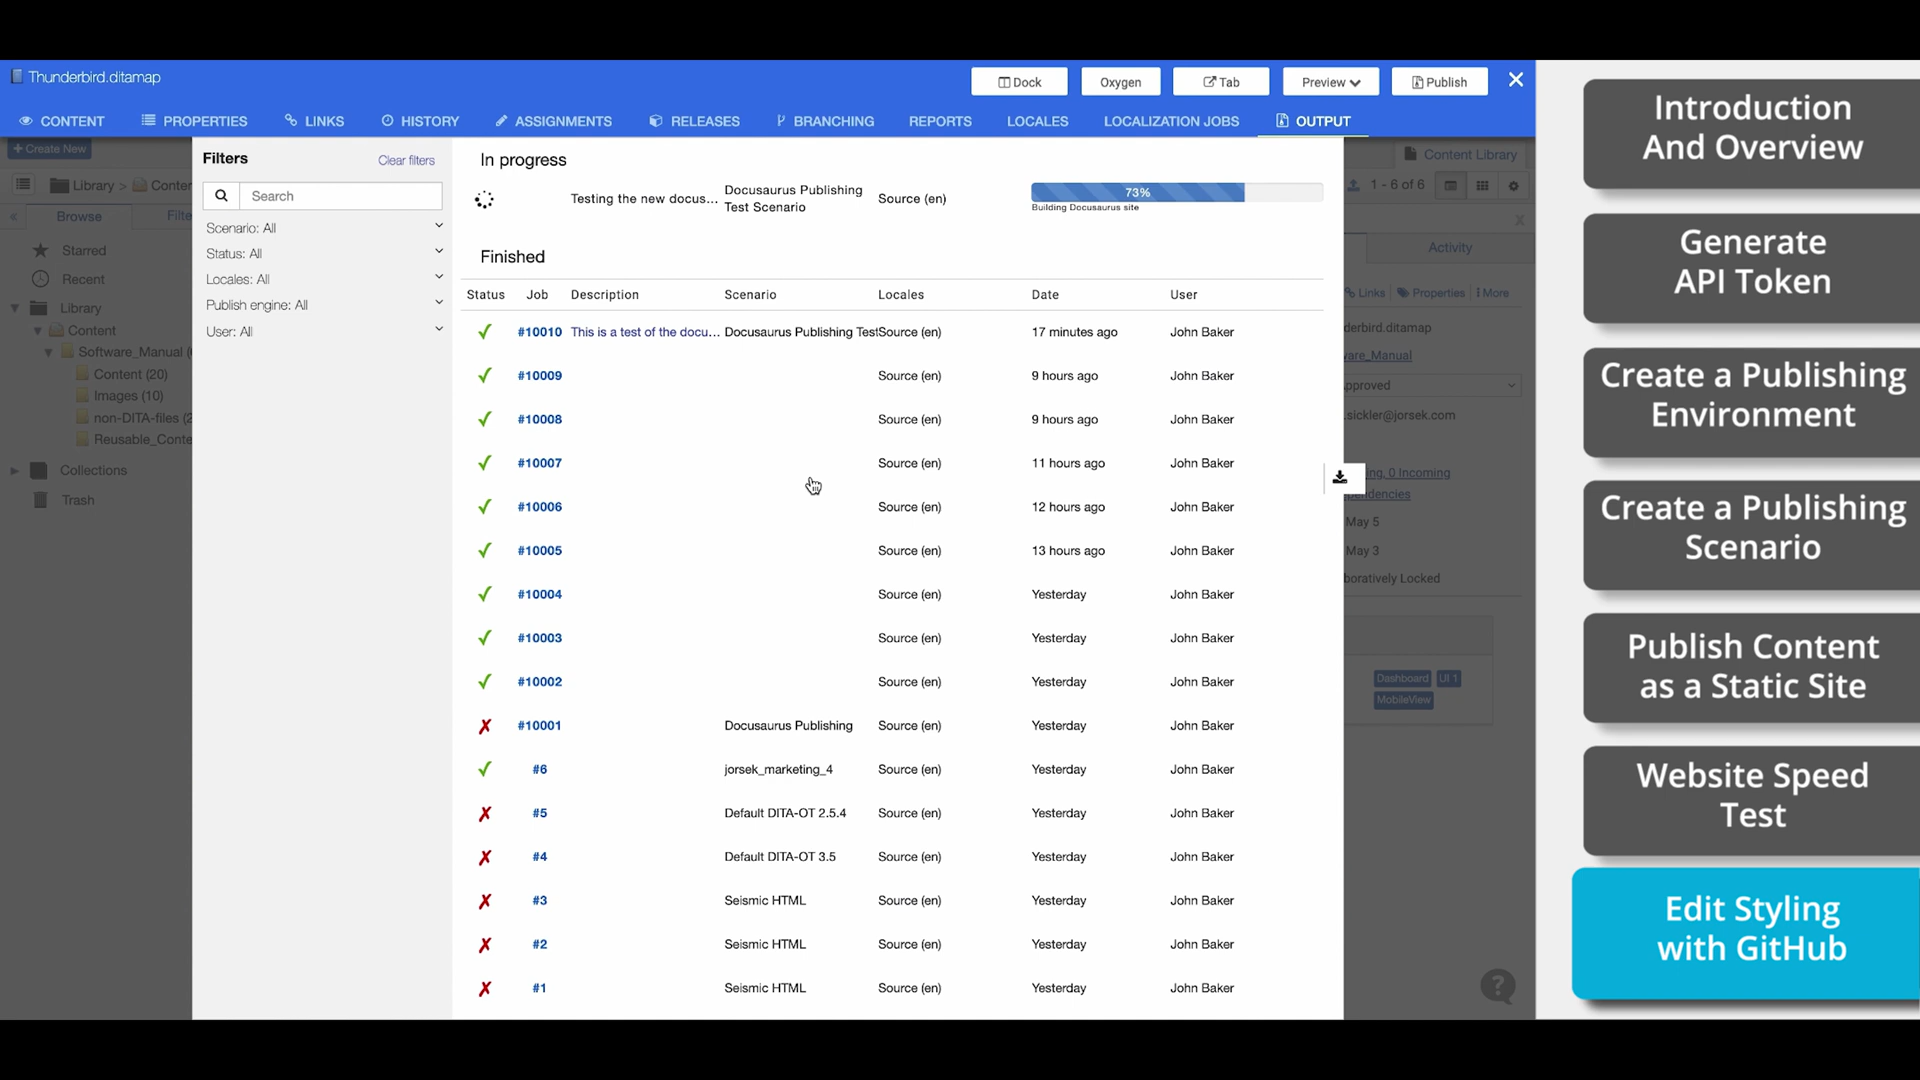 Thunderbird.ditamap
Dock
Oxygen
Tab
Preview
Publish
CONTENT
PROPERTIES
LINKS
HISTORY
ASSIGNMENTS
RELEASES
BRANCHING
REPORTS
LOCALES
LOCALIZATION JOBS
OUTPUT
+ Create New
Library >
Browse
Starred
Recent
Library
Content
Software_Manual
Content (20)
Images (10)
non-DITA-files
Collections
Trash
Filters
Clear filters
Search
Scenario: All
Status: All
Locales: All
Publish engine: All
User: All
In progress
Testing the new docus... Docusaurus Publishing Test Scenario Source (en) 73%
Building Docusaurus site
Finished
Status Job Description Scenario Locales Date User
#10010 This is a test of the docu... Docusaurus Publishing Test Source (en) 17 minutes ago John Baker
#10009 Source (en) 9 hours ago John Baker
#10008 Source (en) 9 hours ago John Baker
#10007 Source (en) 11 hours ago John Baker
#10006 Source (en) 12 hours ago John Baker
#10005 Source (en) 13 hours ago John Baker
#10004 Source (en) Yesterday John Baker
#10003 Source (en) Yesterday John Baker
#10002 Source (en) Yesterday John Baker
#10001 Docusaurus Publishing Source (en) Yesterday John Baker
#6 jorsek_marketing_4 Source (en) Yesterday John Baker
#5 Default DITA-OT 2.5.4 Source (en) Yesterday John Baker
#4 Default DITA-OT 3.5 Source (en) Yesterday John Baker
#3 Seismic HTML Source (en) Yesterday John Baker
#2 Seismic HTML Source (en) Yesterday John Baker
#1 Seismic HTML Source (en) Yesterday John Baker
Content Library
1 - 6 of 6
Activity
Links Properties More
May 5
May 3
Locked
Dashboard UI 1
MobileView
Introduction
And Overview
Generate
API Token
Create a Publishing
Environment
Create a Publishing
Scenario
Publish Content
as a Static Site
Website Speed
Test
Edit Styling
with GitHub